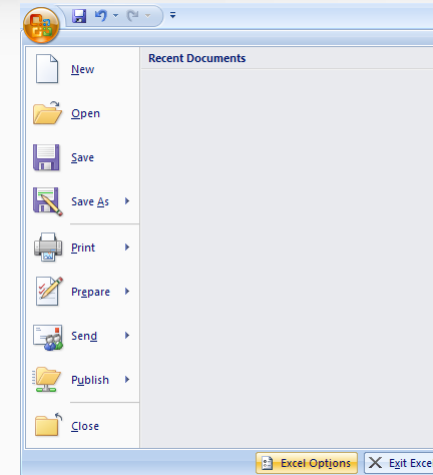 Recent Documents
New
Open
Save
Save As
Print
Prepare
Send
Publish
Close
Excel Options
Exit Exce